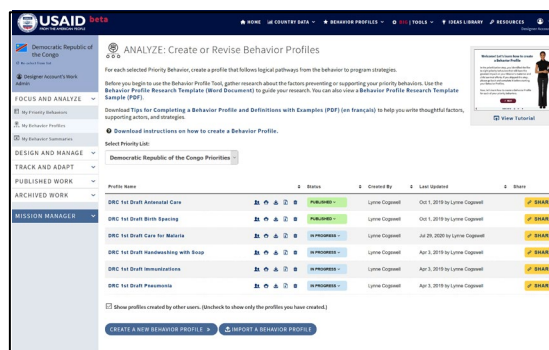 USAID beta
FROM THE AMERICAN PEOPLE
HOME COUNTRY DATA BEHAVIOR PROFILES BIG | TOOLS IDEAS LIBRARY RESOURCES
Democratic Republic of
the Congo
Designer Account's Work
Admin
FOCUS AND ANALYZE
My Priority Behaviors
My Behavior Profiles
My Behavior Summaries
DESIGN AND MANAGE
TRACK AND ADAPT
PUBLISHED WORK
ARCHIVED WORK
MISSION MANAGER
ANALYZE: Create or Revise Behavior Profiles
For each selected Priority Behavior, create a profile that follows logical pathways from the behavior to program strategies.
Before you begin to use the Behavior Profile Tool, gather research about the factors preventing or supporting your priority behaviors. Use the
Behavior Profile Research Template (Word Document) to guide your research. You can also view a Behavior Profile Research Template
Sample (PDF).
Download Tips for Completing a Behavior Profile and Definitions with Examples (PDF) (en français) to help you write thoughtful factors,
supporting actors, and strategies.
Download instructions on how to create a Behavior Profile.
Select Priority List:
Democratic Republic of the Congo Priorities
View Tutorial
Profile Name Status Created By Last Updated Share
DRC 1st Draft Antenatal Care PUBLISHED Lynne Cogswell Oct 1, 2019 by Lynne Cogswell SHAR
DRC 1st Draft Birth Spacing PUBLISHED Lynne Cogswell Oct 1, 2019 by Lynne Cogswell SHAR
DRC 1st Draft Care for Malaria IN PROGRESS Lynne Cogswell Jul 29, 2020 by Lynne Cogswell SHAR
DRC 1st Draft Handwashing with Soap IN PROGRESS Lynne Cogswell Apr 3, 2019 by Lynne Cogswell SHAR
DRC 1st Draft Immunizations IN PROGRESS Lynne Cogswell Apr 3, 2019 by Lynne Cogswell SHAR
DRC 1st Draft Pneumonia IN PROGRESS Lynne Cogswell Apr 3, 2019 by Lynne Cogswell SHAR
Show profiles created by other users. (Uncheck to show only the profiles you have created.)
CREATE A NEW BEHAVIOR PROFILE »
IMPORT A BEHAVIOR PROFILE